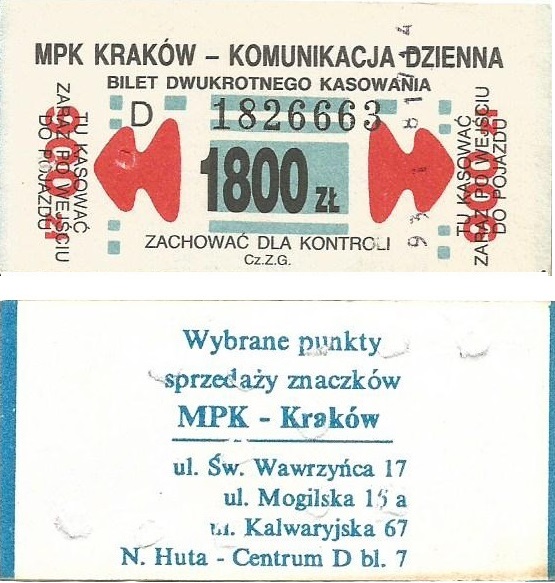 MPK KRAKÓW – KOMUNIKACJA DZIENNA
BILET DWUKROTNEGO KASOWANIA
D 1826663
TU KASOWAĆ
ZARAZ PO WEJŚCIU
DO POJAZDU
1800 ZŁ
TU KASOWAĆ
ZARAZ PO WEJŚCIU
DO POJAZDU
ZACHOWAĆ DLA KONTROLI
Cz.Z.G.
Wybrane punkty
sprzedaży znaczków
MPK - Kraków
ul. Św. Wawrzyńca 17
ul. Mogilska 15 a
ul. Kalwaryjska 67
N. Huta - Centrum D bl. 7